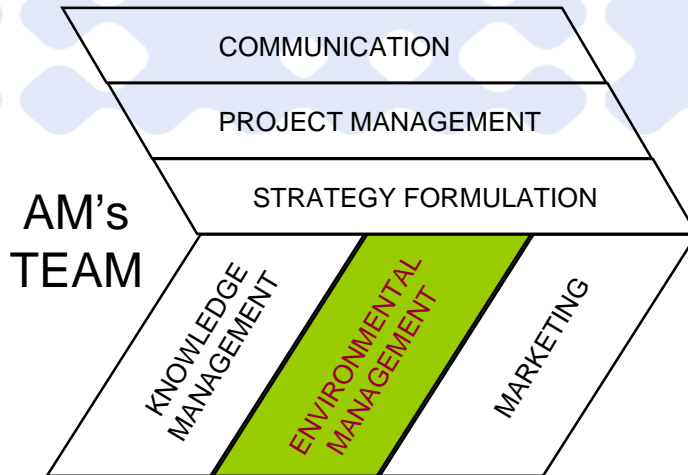 COMMUNICATION
PROJECT MANAGEMENT
STRATEGY FORMULATION
AM's
TEAM
KNOWLEDGE
MANAGEMENT
ENVIRONMENTAL
MANAGEMENT
MARKETING